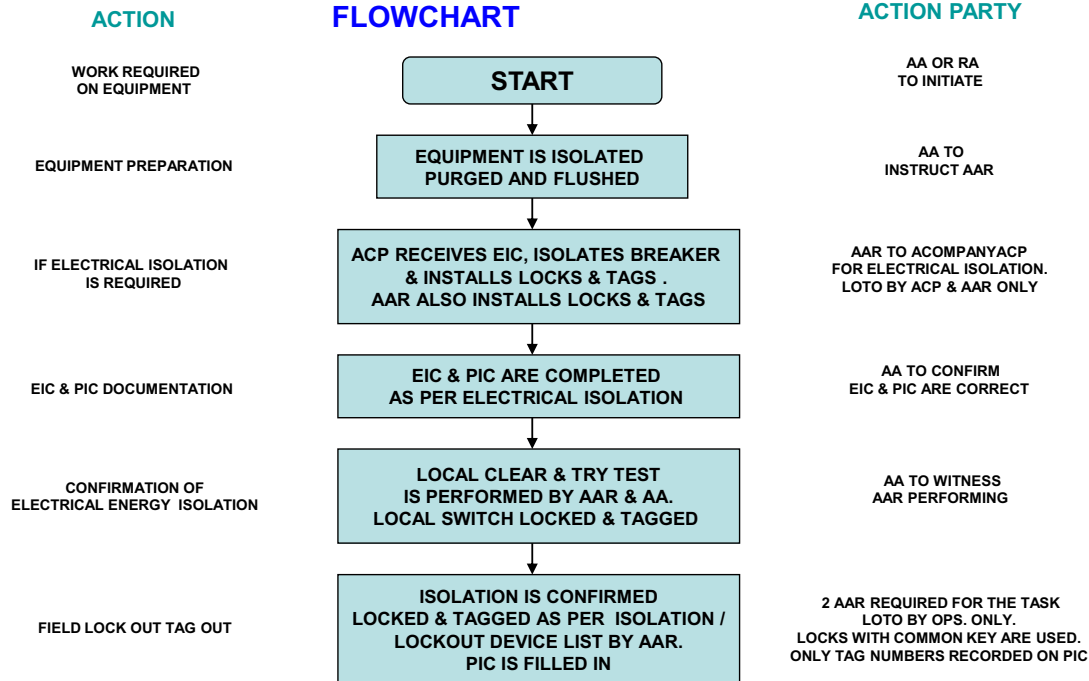 ACTION
FLOWCHART
ACTION PARTY
WORK REQUIRED
ON EQUIPMENT
START
AA OR RA
TO INITIATE
EQUIPMENT PREPARATION
EQUIPMENT IS ISOLATED
PURGED AND FLUSHED
AA TO
INSTRUCT AAR
IF ELECTRICAL ISOLATION
IS REQUIRED
ACP RECEIVES EIC, ISOLATES BREAKER
& INSTALLS LOCKS & TAGS .
AAR ALSO INSTALLS LOCKS & TAGS
AAR TO ACOMPANYACP
FOR ELECTRICAL ISOLATION.
LOTO BY ACP & AAR ONLY
EIC & PIC DOCUMENTATION
EIC & PIC ARE COMPLETED
AS PER ELECTRICAL ISOLATION
AA TO CONFIRM
EIC & PIC ARE CORRECT
CONFIRMATION OF
ELECTRICAL ENERGY ISOLATION
LOCAL CLEAR & TRY TEST
IS PERFORMED BY AAR & AA.
LOCAL SWITCH LOCKED & TAGGED
AA TO WITNESS
AAR PERFORMING
FIELD LOCK OUT TAG OUT
ISOLATION IS CONFIRMED
LOCKED & TAGGED AS PER ISOLATION /
LOCKOUT DEVICE LIST BY AAR.
PIC IS FILLED IN
2 AAR REQUIRED FOR THE TASK
LOTO BY OPS. ONLY.
LOCKS WITH COMMON KEY ARE USED.
ONLY TAG NUMBERS RECORDED ON PIC